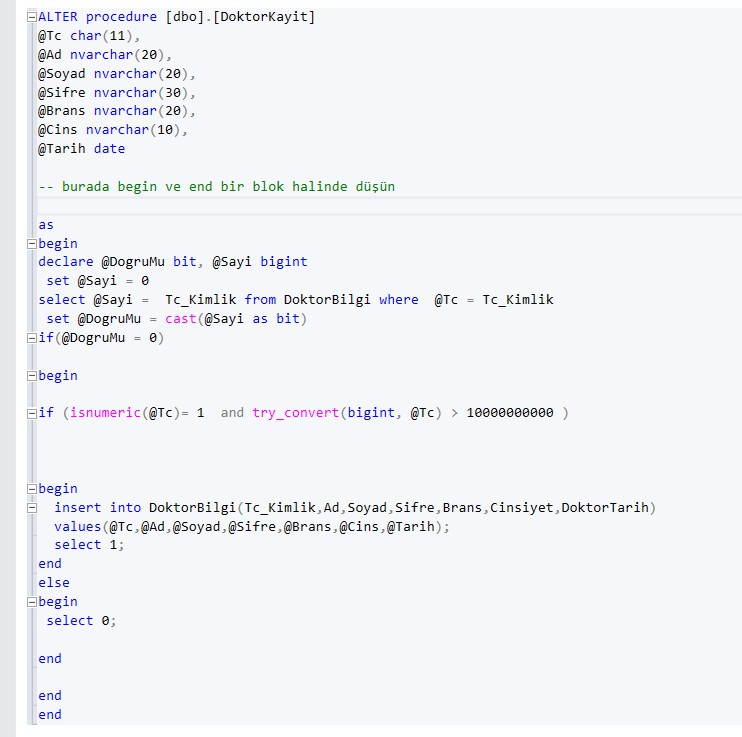 ALTER procedure [dbo].[DoktorKayit]
@Tc char(11),
@Ad nvarchar(20),
@Soyad nvarchar(20),
@Sifre nvarchar(30),
@Brans nvarchar(20),
@Cins nvarchar(10),
@Tarih date
-- burada begin ve end bir blok halinde düşün
as
begin
declare @DogruMu bit, @Sayi bigint
set @Sayi = 0
select @Sayi =  Tc_Kimlik from DoktorBilgi where  @Tc = Tc_Kimlik
set @DogruMu = cast(@Sayi as bit)
if(@DogruMu = 0)
begin
if (isnumeric(@Tc)= 1  and try_convert(bigint, @Tc) > 10000000000 )
begin
insert into DoktorBilgi(Tc_Kimlik,Ad,Soyad,Sifre,Brans,Cinsiyet,DoktorTarih)
values(@Tc,@Ad,@Soyad,@Sifre,@Brans,@Cins,@Tarih);
select 1;
end
else
begin
select 0;
end
end
end